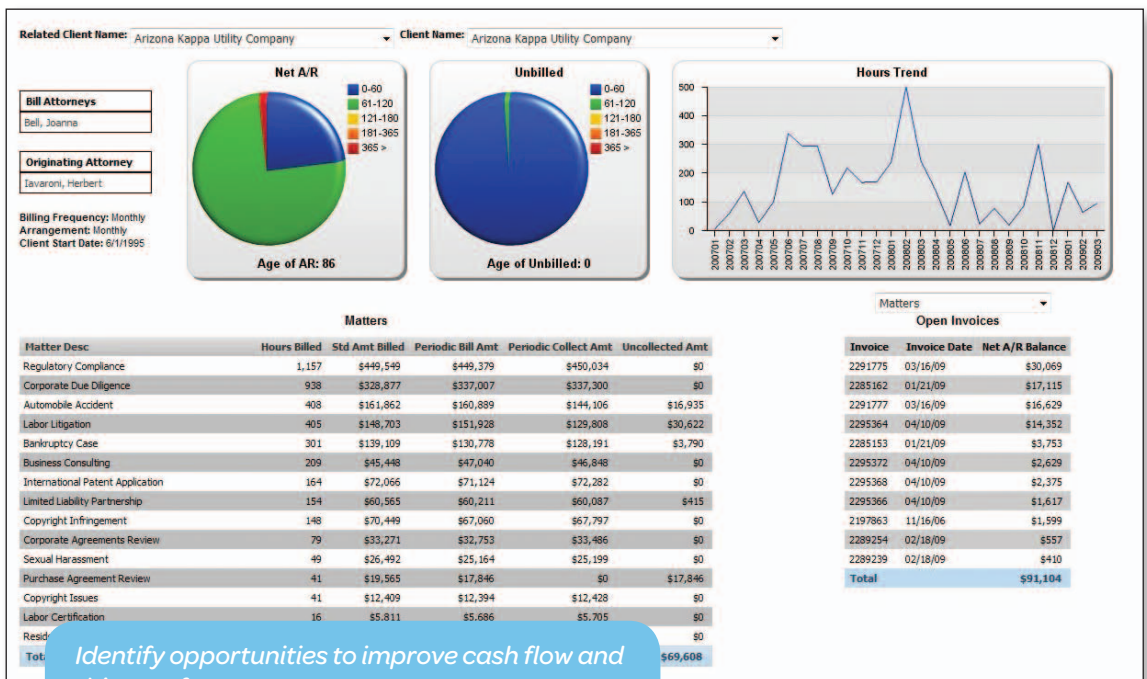 Related Client Name: Arizona Kappa Utility Company Client Name: Arizona Kappa Utility Company
Bill Attorneys
Bell, Joanna
Originating Attorney
Iavaroni, Herbert
Billing Frequency: Monthly
Arrangement: Monthly
Client Start Date: 6/1/1995
Net A/R
0-60
61-120
121-180
181-365
365 >
Age of AR: 86
Unbilled
0-60
61-120
121-180
181-365
365 >
Age of Unbilled: 0
Hours Trend
500
400
300
200
100
0
200701 200702 200703 200704 200705 200706 200707 200708 200709 200710 200711 200712 200801 200802 200803 200804 200805 200806 200807 200808 200809 200810 200811 200812 200901 200902 200903
Matters
Matter Desc Hours Billed Std Amt Billed Periodic Bill Amt Periodic Collect Amt Uncollected Amt
Regulatory Compliance 1,157 $449,549 $449,379 $450,034 $0
Corporate Due Diligence 938 $328,877 $337,007 $337,300 $0
Automobile Accident 408 $161,862 $160,889 $144,106 $16,935
Labor Litigation 405 $148,703 $151,928 $129,808 $30,622
Bankruptcy Case 301 $139,109 $130,778 $128,191 $3,790
Business Consulting 209 $45,448 $47,040 $46,848 $0
International Patent Application 164 $72,066 $71,124 $72,282 $0
Limited Liability Partnership 154 $60,565 $60,211 $60,087 $415
Copyright Infringement 148 $70,449 $67,060 $67,797 $0
Corporate Agreements Review 79 $33,271 $32,753 $33,486 $0
Sexual Harassment 49 $26,492 $25,164 $25,199 $0
Purchase Agreement Review 41 $19,565 $17,846 $0 $17,846
Copyright Issues 41 $12,409 $12,394 $12,428 $0
Labor Certification 16 $5,811 $5,686 $5,705 $0
$0
$69,608
Matters
Open Invoices
Invoice Invoice Date Net A/R Balance
2291775 03/16/09 $30,069
2285162 01/21/09 $17,115
2291777 03/16/09 $16,629
2295364 04/10/09 $14,352
2285153 01/21/09 $3,753
2295372 04/10/09 $2,629
2295368 04/10/09 $2,375
2295366 04/10/09 $1,617
2197863 11/16/06 $1,599
2289254 02/18/09 $557
2289239 02/18/09 $410
Total $91,104
Identify opportunities to improve cash flow and